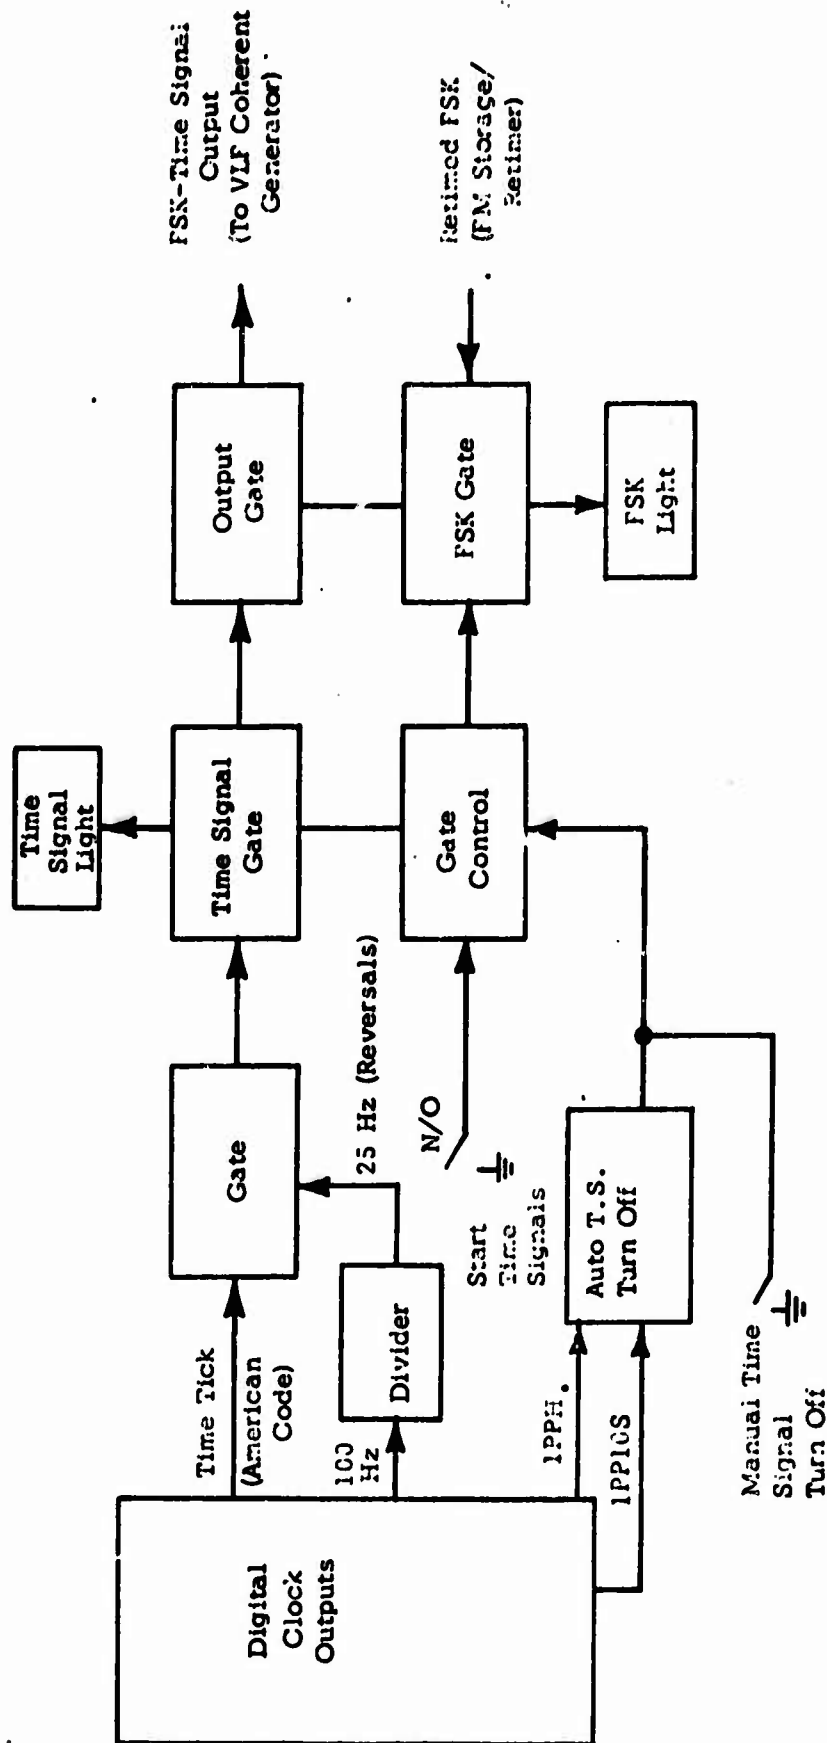 Time
Signal
Light
Digital
Clock
Outputs
Time Tick
(American
Code)
Gate
Time Signal
Gate
Output
Gate
FSK-Time Signal
Output
(To VLF Coherent
Generator)
100
Hz
Divider
25 Hz (Reversals)
N/O
Start
Time
Signals
Gate
Control
FSK Gate
Retimed FSK
(FM Storage/
Retimer)
FSK
Light
1PPH.
1PP10S
Auto T.S.
Turn Off
Manual Time
Signal
Turn Off